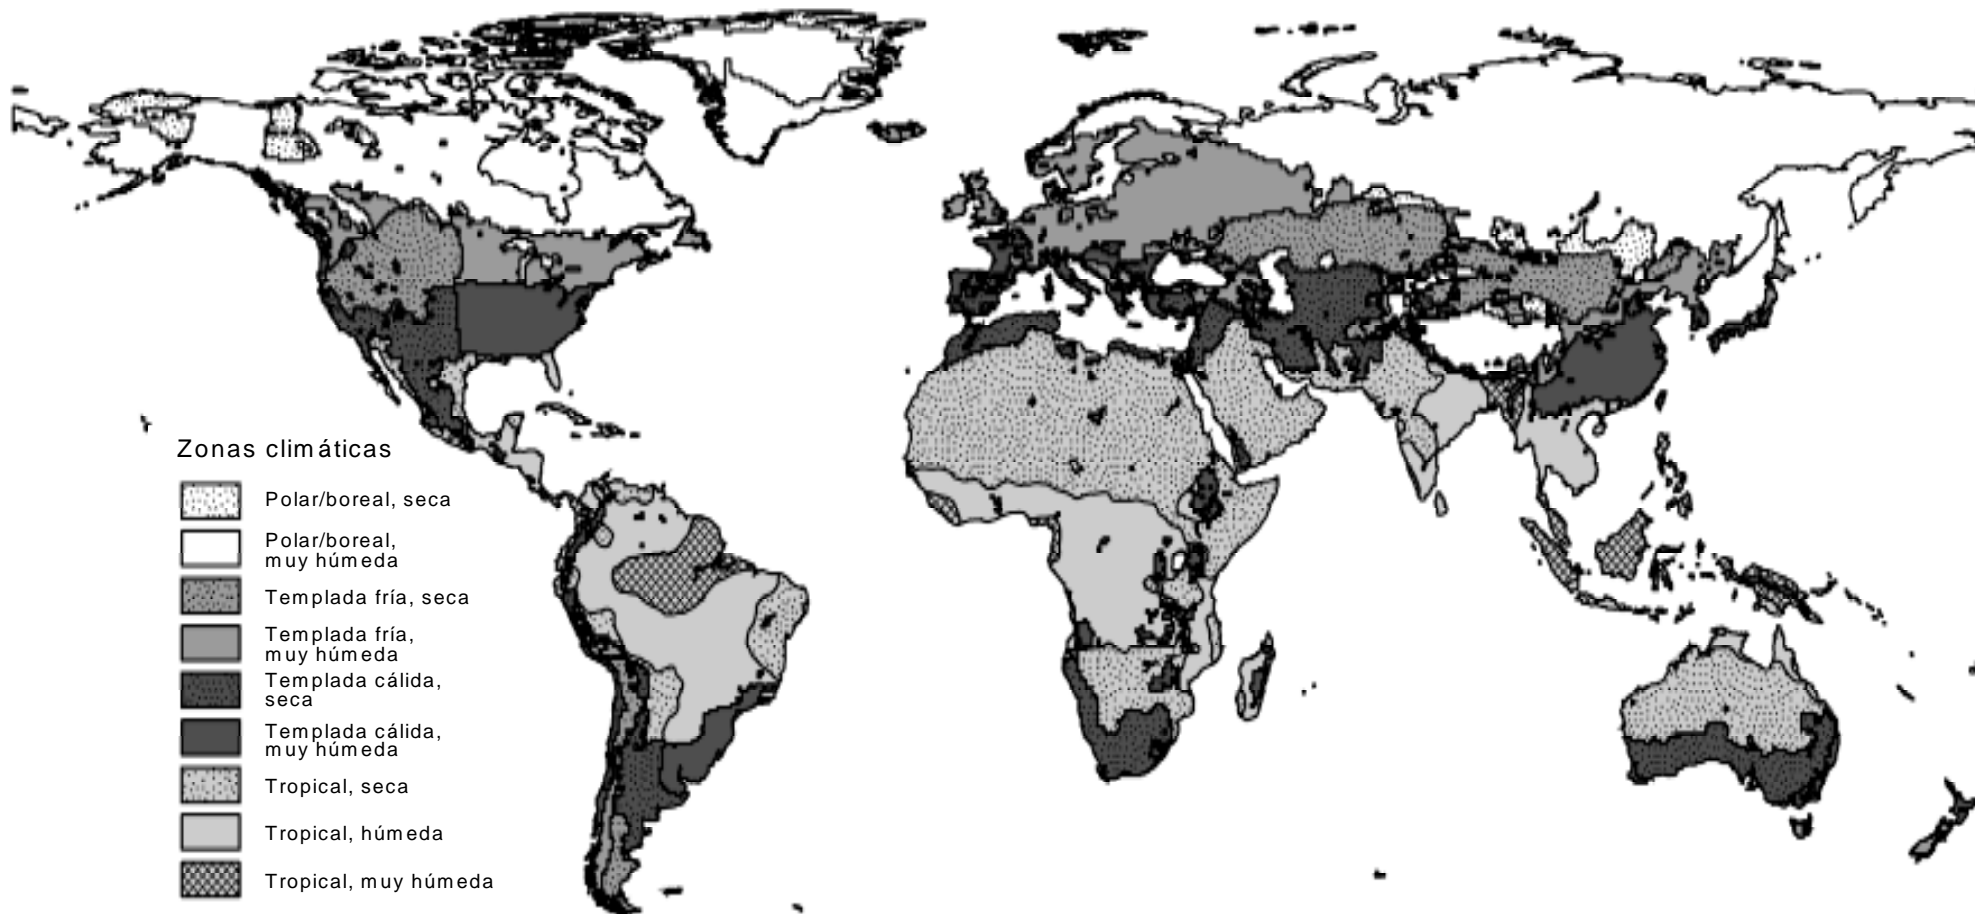 Zonas climáticas
Polar/boreal, seca
Polar/boreal,
muy húmeda
Templada fría, seca
Templada fría,
muy húmeda
Templada cálida,
seca
Templada cálida,
muy húmeda
Tropical, seca
Tropical, húmeda
Tropical, muy húmeda